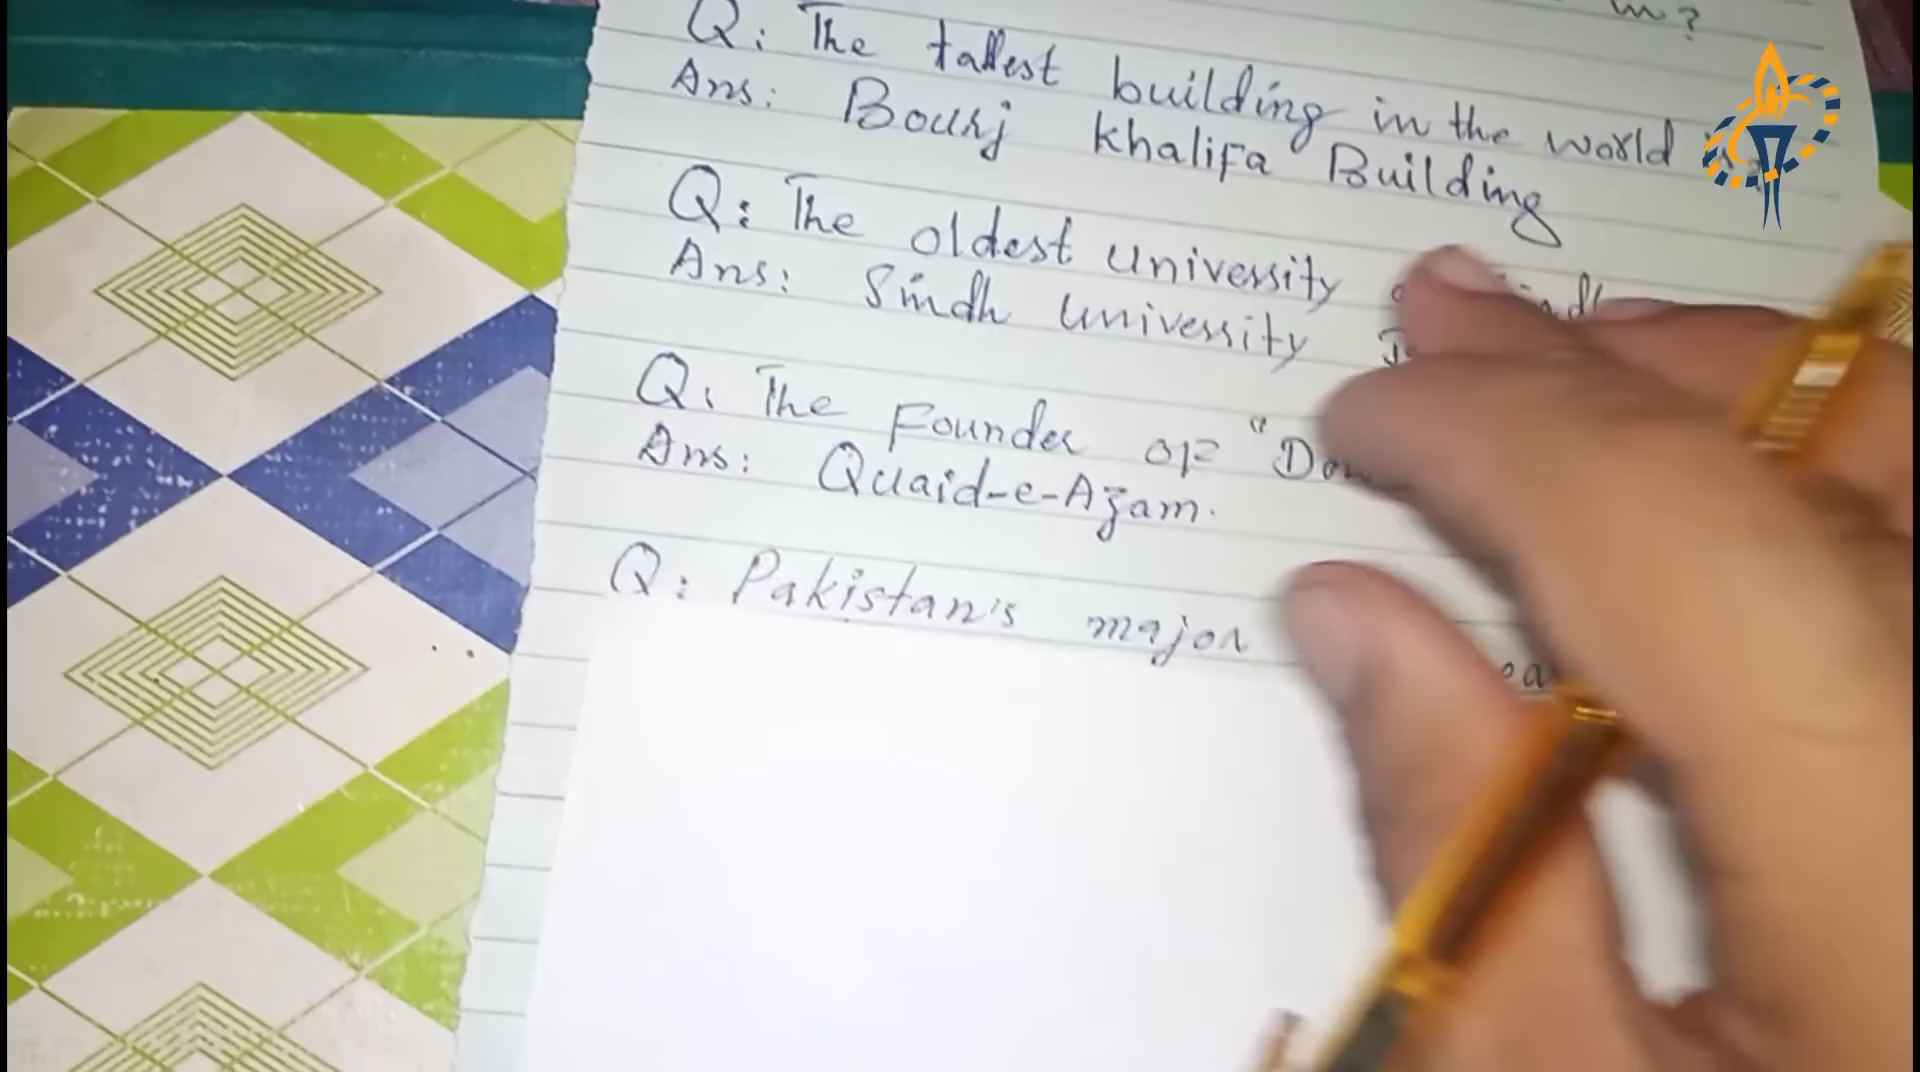 m?
Q: The tallest building in the world is?
Ans: Bourj Khalifa Building
Q: The oldest university
Ans: Sindh University
Q: The Founder of "
Ans: Quaid-e-Azam.
Q: Pakistan's major